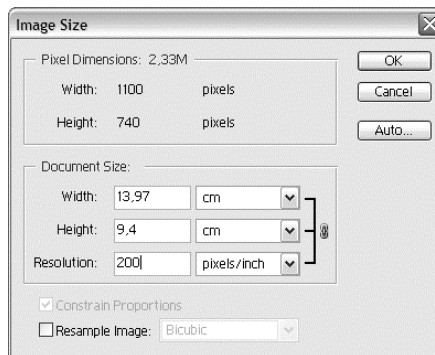 Image Size
Pixel Dimensions: 2,33M
Width: 1100 pixels
Height: 740 pixels
OK
Cancel
Auto...
Document Size:
Width: 13,97 cm
Height: 9,4 cm
Resolution: 200 pixels/inch
Constrain Proportions
Resample Image: Bicubic